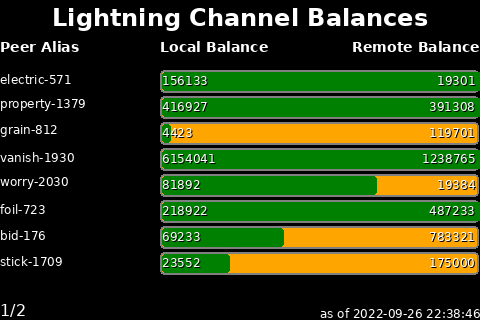 Lightning Channel Balances
Peer Alias Local Balance Remote Balance
electric-571 156133 19301
property-1379 416927 391308
grain-812 4423 119701
vanish-1930 6154041 1238765
worry-2030 81892 19384
foil-723 218922 487233
bid-176 69233 783321
stick-1709 23552 175000
1/2 as of 2022-09-26 22:38:46